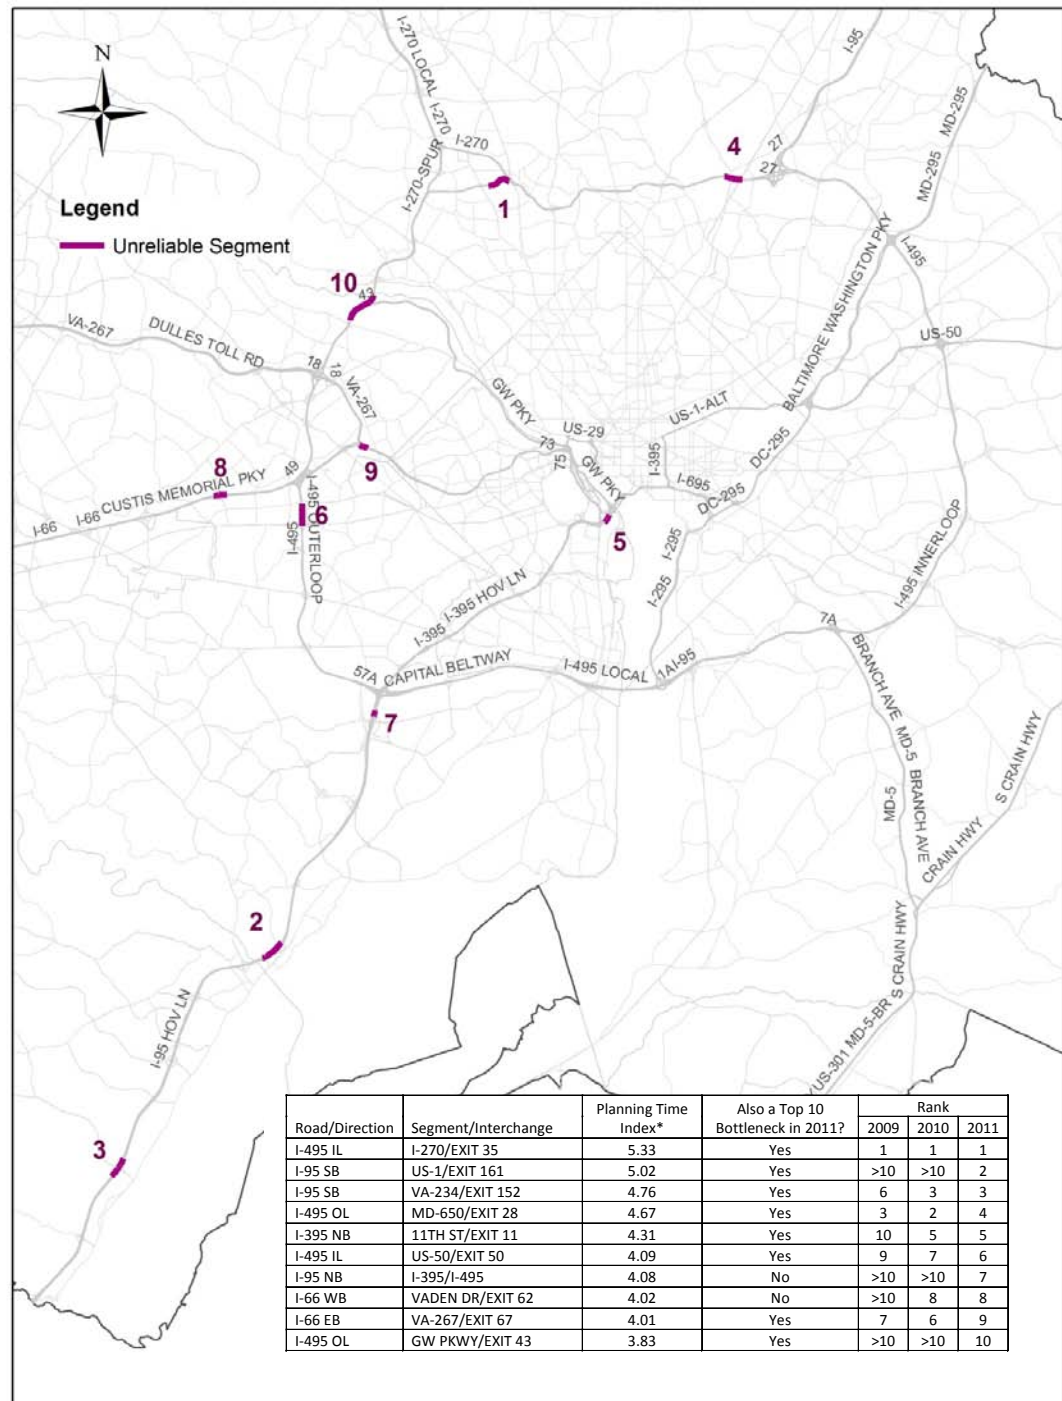 N
Legend
Unreliable Segment
I-270 LOCAL
I-270
I-270
I-270-SPUR
I-95
MD-295
MD-295
27
27
4
1
10
43
I-495
BALTIMORE WASHINGTON PKY
US-50
VA-267
DULLES TOLL RD
18
18
VA-267
GW PKY
US-29
US-1-ALT
73
75
GW PKY
I-395
I-695
DC-295
DC-295
8
9
49
CUSTIS MEMORIAL PKY
I-66
I-66
6
I-495 OUTERLOOP
I-495
5
I-295
I-295
I-495 INNERLOOP
I-395 HOV LN
I-395
7A
57A
CAPITAL BELTWAY
I-495 LOCAL
1A
I-95
7
BRANCH AVE
MD-5
BRANCH AVE
MD-5
S CRAIN HWY
CRAIN HWY
S CRAIN HWY
2
I-95 HOV LN
US-301
MD-5-BR
3
Road/Direction Segment/Interchange Planning Time Index* Also a Top 10 Bottleneck in 2011? Rank
2009 2010 2011
I-495 IL I-270/EXIT 35 5.33 Yes 1 1 1
I-95 SB US-1/EXIT 161 5.02 Yes >10 >10 2
I-95 SB VA-234/EXIT 152 4.76 Yes 6 3 3
I-495 OL MD-650/EXIT 28 4.67 Yes 3 2 4
I-395 NB 11TH ST/EXIT 11 4.31 Yes 10 5 5
I-495 IL US-50/EXIT 50 4.09 Yes 9 7 6
I-95 NB I-395/I-495 4.08 No >10 >10 7
I-66 WB VADEN DR/EXIT 62 4.02 No >10 8 8
I-66 EB VA-267/EXIT 67 4.01 Yes 7 6 9
I-495 OL GW PKWY/EXIT 43 3.83 Yes >10 >10 10